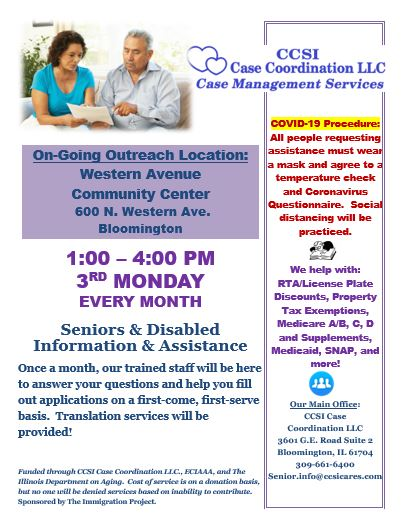 CCSI
Case Coordination LLC
Case Management Services
On-Going Outreach Location:
Western Avenue
Community Center
600 N. Western Ave.
Bloomington
1:00 – 4:00 PM
3RD MONDAY
EVERY MONTH
Seniors & Disabled
Information & Assistance
Once a month, our trained staff will be here
to answer your questions and help you fill
out applications on a first-come, first-serve
basis.  Translation services will be
provided!
Funded through CCSI Case Coordination LLC., ECIAAA, and The
Illinois Department on Aging.  Cost of service is on a donation basis,
but no one will be denied services based on inability to contribute.
Sponsored by The Immigration Project.
COVID-19 Procedure:
All people requesting
assistance must wear
a mask and agree to a
temperature check
and Coronavirus
Questionnaire.  Social
distancing will be
practiced.
We help with:
RTA/License Plate
Discounts, Property
Tax Exemptions,
Medicare A/B, C, D
and Supplements,
Medicaid, SNAP, and
more!
Our Main Office:
CCSI Case
Coordination LLC
3601 G.E. Road Suite 2
Bloomington, IL 61704
309-661-6400
Senior.info@ccsicares.com